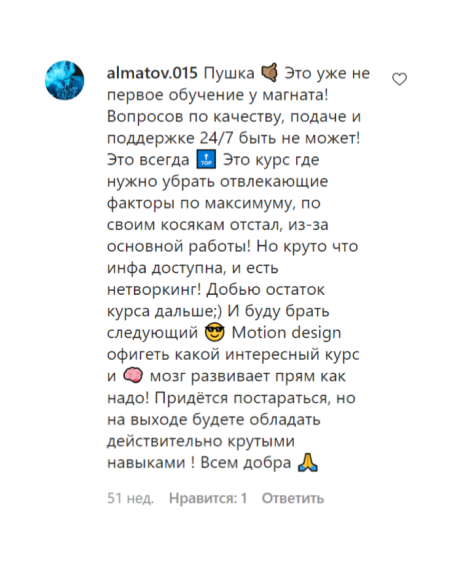 almatov.015 Пушка 🤏🏾 Это уже не
первое обучение у магната!
Вопросов по качеству, подаче и
поддержке 24/7 быть не может!
Это всегда 🔝 Это курс где
нужно убрать отвлекающие
факторы по максимуму, по
своим косякам отстал, из-за
основной работы! Но круто что
инфа доступна, и есть
нетворкинг! Добью остаток
курса дальше;) И буду брать
следующий 😎 Motion design
офигеть какой интересный курс
и 🧠 мозг развивает прям как
надо! Придётся постараться, но
на выходе будете обладать
действительно крутыми
навыками ! Всем добра 🙏
51 нед. Нравится: 1 Ответить